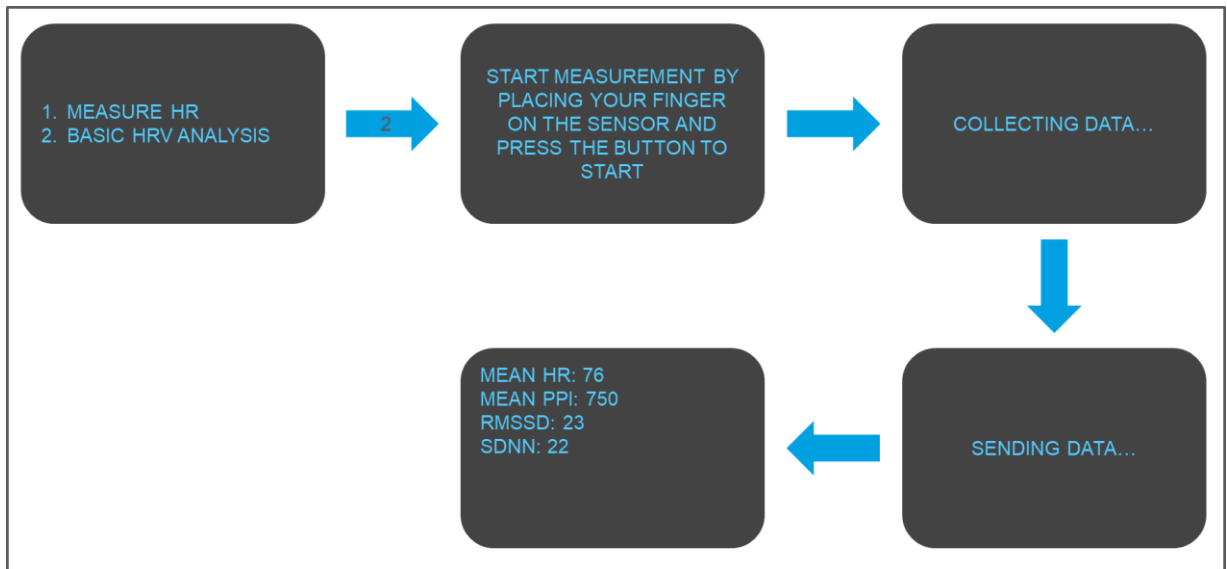 1. MEASURE HR
2. BASIC HRV ANALYSIS
2
START MEASUREMENT BY
PLACING YOUR FINGER
ON THE SENSOR AND
PRESS THE BUTTON TO
START
COLLECTING DATA...
SENDING DATA...
MEAN HR: 76
MEAN PPI: 750
RMSSD: 23
SDNN: 22